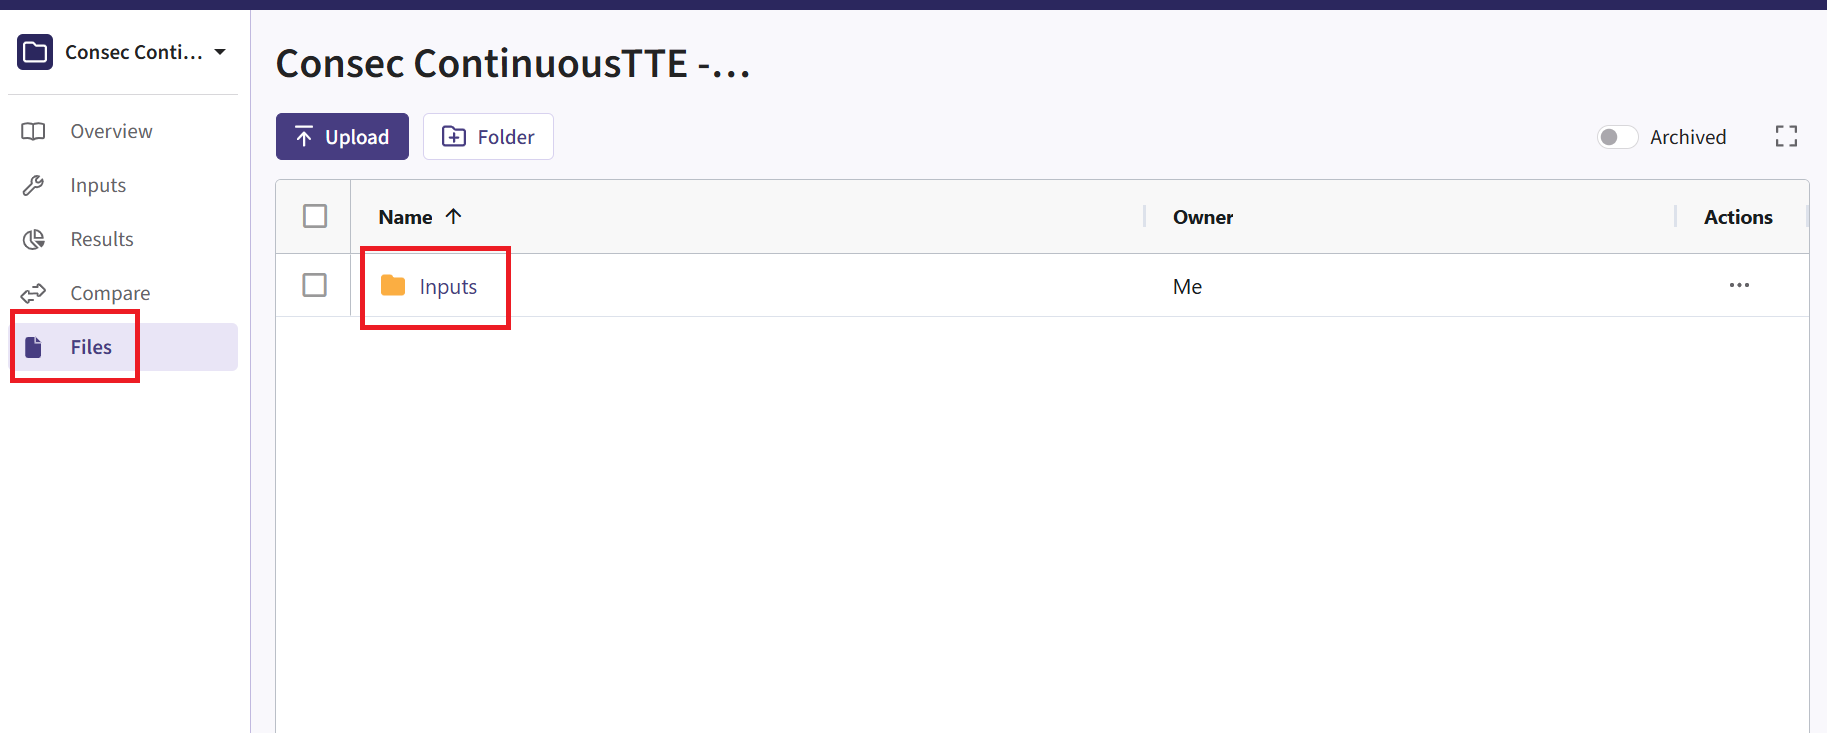 Consec Conti...
Overview
Inputs
Results
Compare
Files
Consec ContinuousTTE -...
Upload
Folder
Archived
Name
Owner
Actions
Inputs
Me